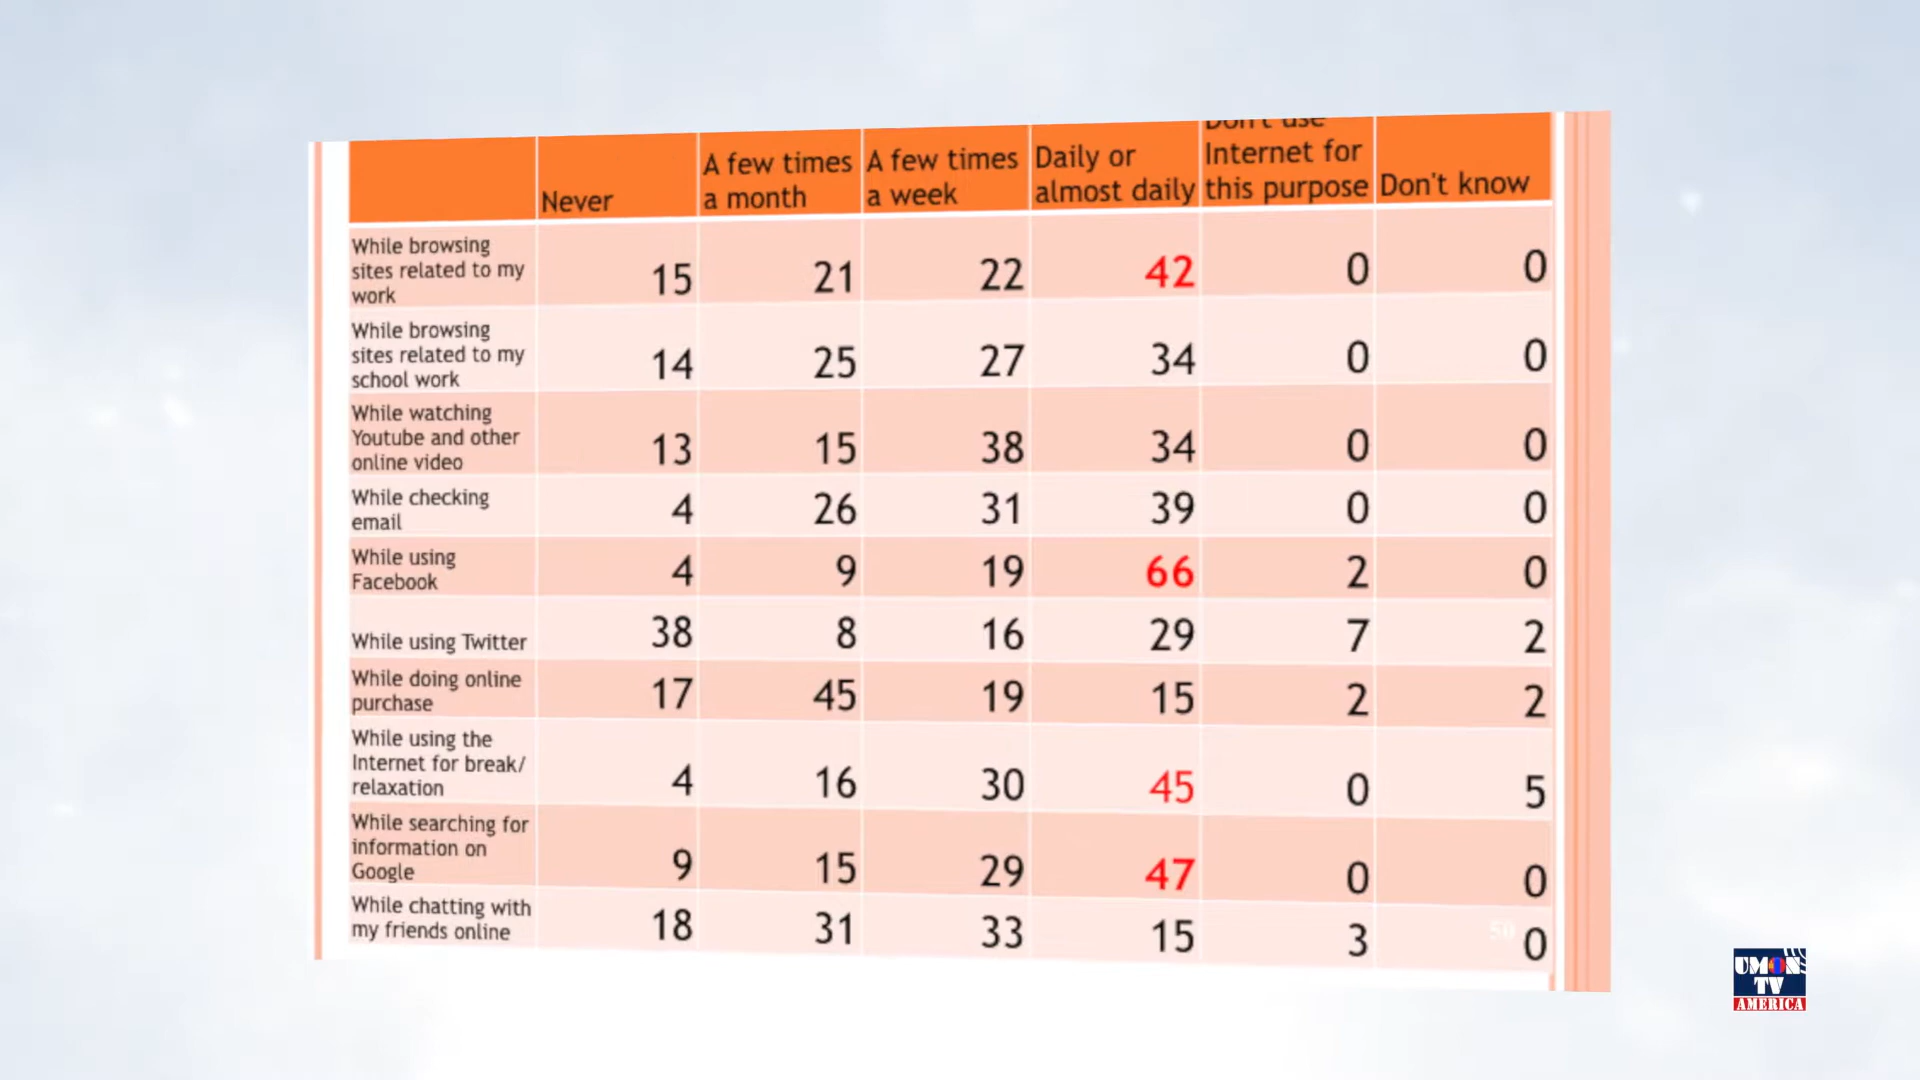 Never
A few times
a month
A few times
a week
Daily or
almost daily
Don't use
Internet for
this purpose
Don't know
While browsing
sites related to my
work
15 21 22 42 0 0
While browsing
sites related to my
school work
14 25 27 34 0 0
While watching
Youtube and other
online video
13 15 38 34 0 0
While checking
email
4 26 31 39 0 0
While using
Facebook
4 9 19 66 2 0
While using Twitter
38 8 16 29 7 2
While doing online
purchase
17 45 19 15 2 2
While using the
Internet for break/
relaxation
4 16 30 45 0 5
While searching for
information on
Google
9 15 29 47 0 0
While chatting with
my friends online
18 31 33 15 3 0
50
UMON
TV
AMERICA